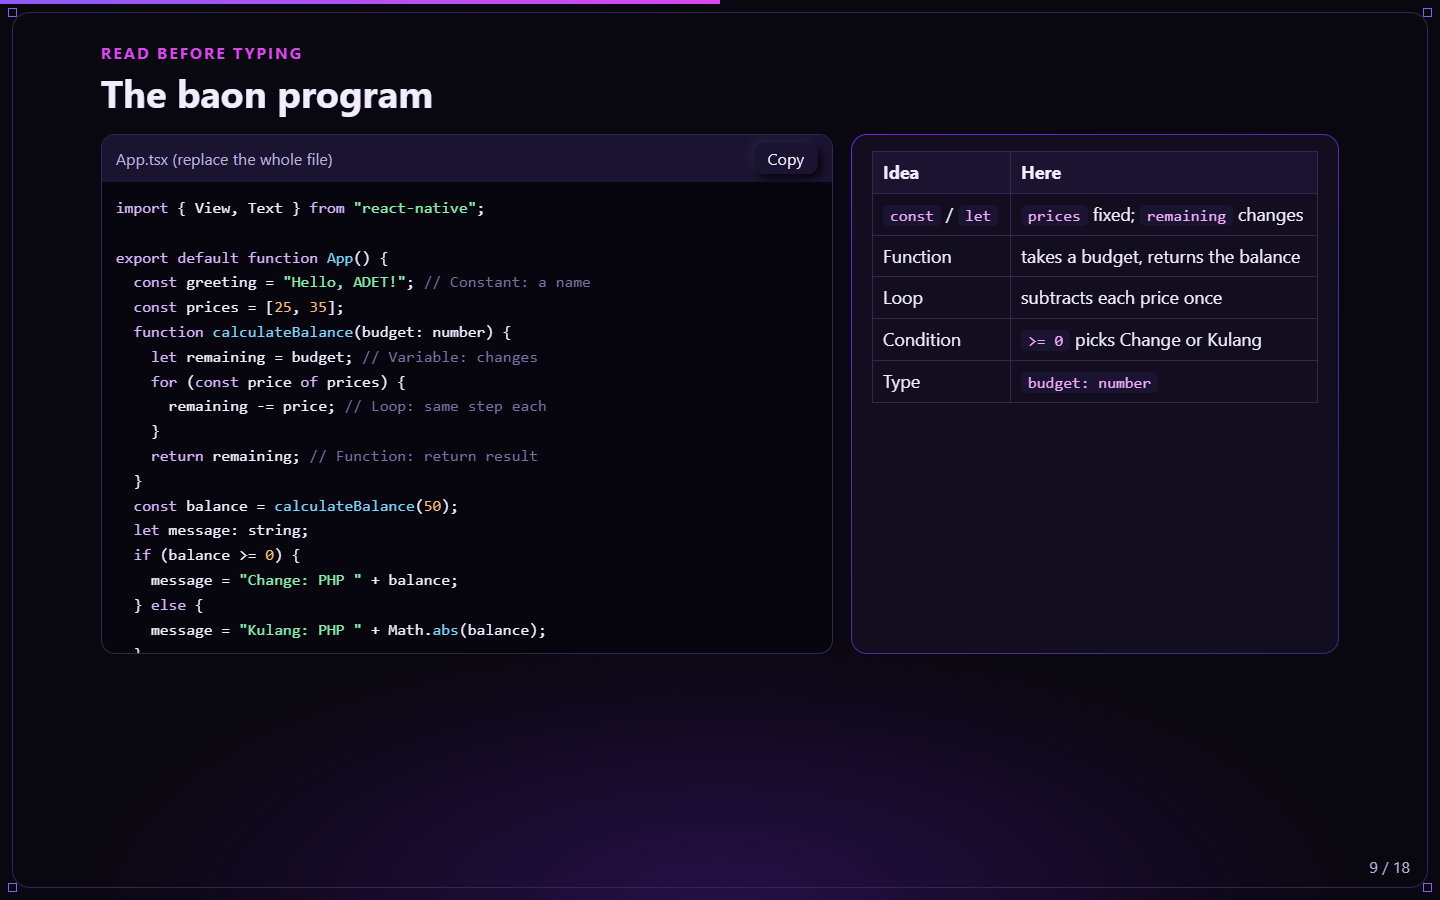 READ BEFORE TYPING
The baon program
App.tsx (replace the whole file)
Copy
import { View, Text } from "react-native";
export default function App() {
  const greeting = "Hello, ADET!"; // Constant: a name
  const prices = [25, 35];
  function calculateBalance(budget: number) {
    let remaining = budget; // Variable: changes
    for (const price of prices) {
      remaining -= price; // Loop: same step each
    }
    return remaining; // Function: return result
  }
  const balance = calculateBalance(50);
  let message: string;
  if (balance >= 0) {
    message = "Change: PHP " + balance;
  } else {
    message = "Kulang: PHP " + Math.abs(balance);
  }
Idea Here
const / let prices fixed; remaining changes
Function takes a budget, returns the balance
Loop subtracts each price once
Condition >= 0 picks Change or Kulang
Type budget: number
9 / 18